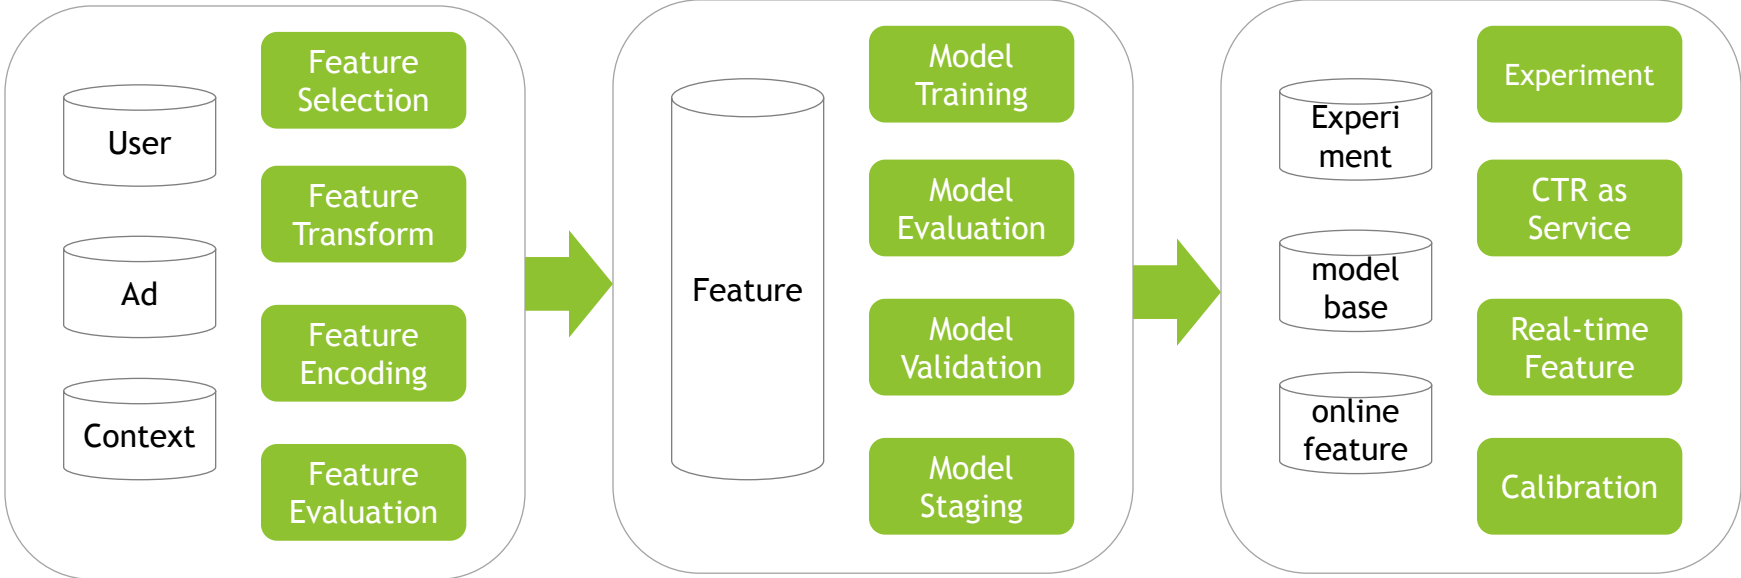 User
Ad
Context
Feature
Selection
Feature
Transform
Feature
Encoding
Feature
Evaluation
Feature
Model
Training
Model
Evaluation
Model
Validation
Model
Staging
Experi
ment
model
base
online
feature
Experiment
CTR as
Service
Real-time
Feature
Calibration